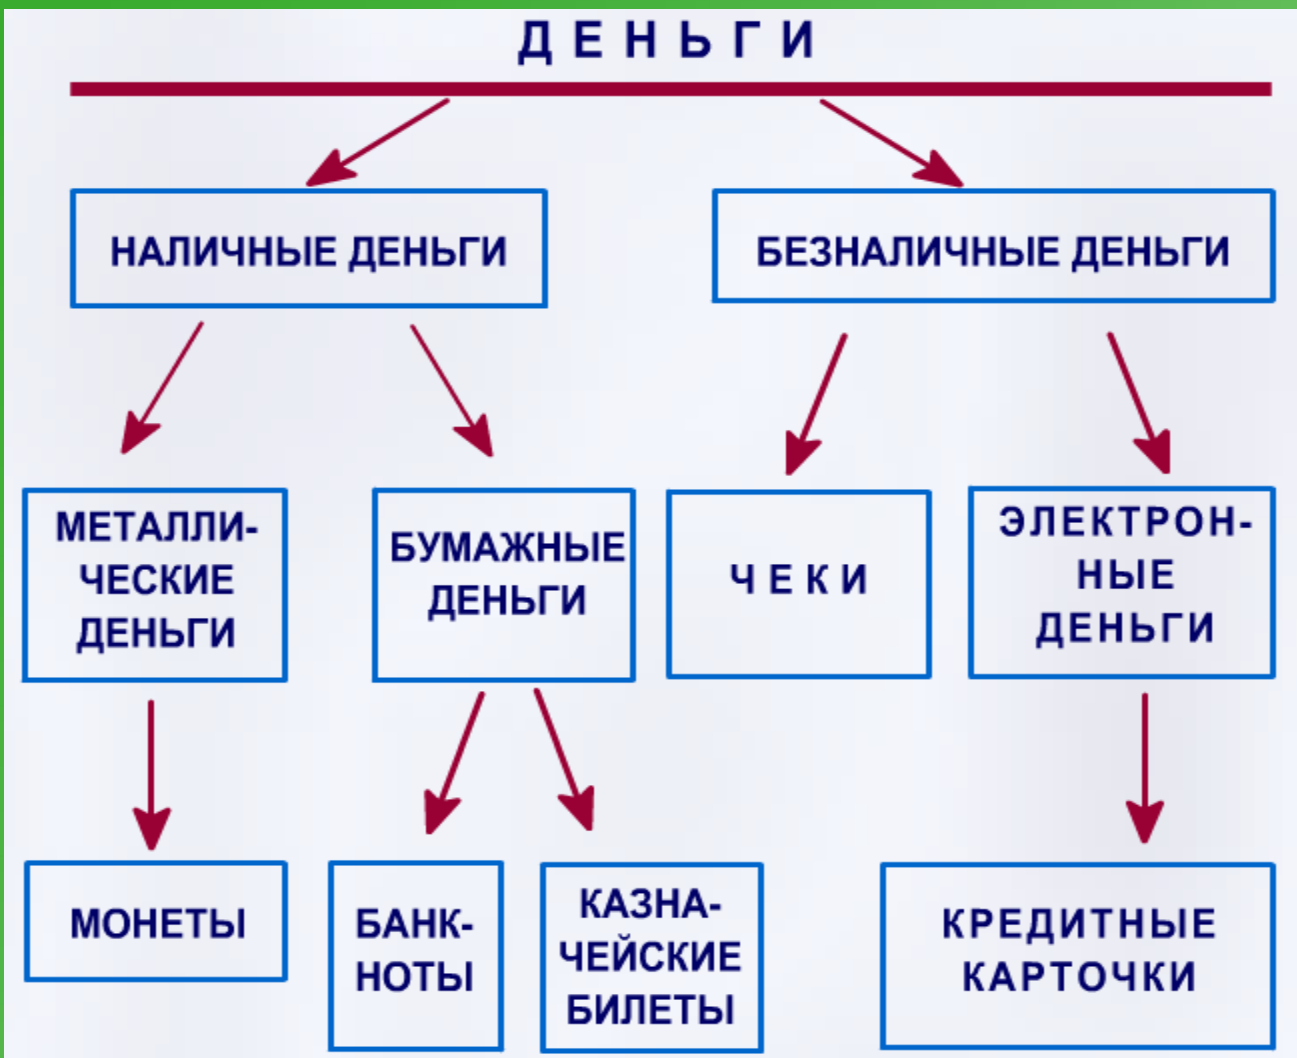 ДЕНЬГИ
НАЛИЧНЫЕ ДЕНЬГИ
БЕЗНАЛИЧНЫЕ ДЕНЬГИ
МЕТАЛЛИ-
ЧЕСКИЕ
ДЕНЬГИ
БУМАЖНЫЕ
ДЕНЬГИ
ЧЕКИ
ЭЛЕКТРОН-
НЫЕ
ДЕНЬГИ
МОНЕТЫ
БАНК-
НОТЫ
КАЗНА-
ЧЕЙСКИЕ
БИЛЕТЫ
КРЕДИТНЫЕ
КАРТОЧКИ